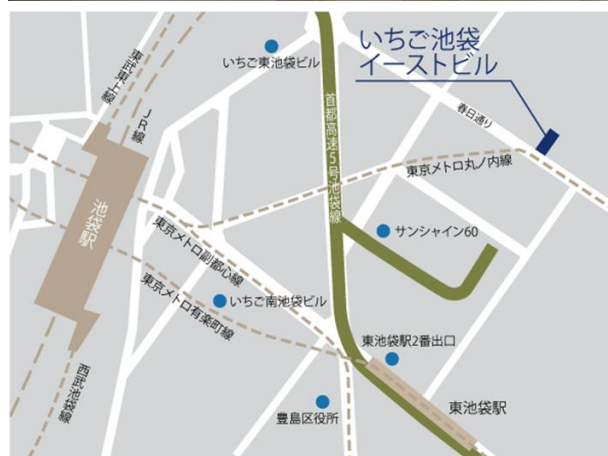 いちご池袋
イーストビル
いちご東池袋ビル
東武東上線
JR線
首都高速5号池袋線
春日通り
東京メトロ丸ノ内線
池袋駅
サンシャイン60
東京メトロ副都心線
東京メトロ有楽町線
いちご南池袋ビル
東池袋駅2番出口
西武池袋線
豊島区役所
東池袋駅